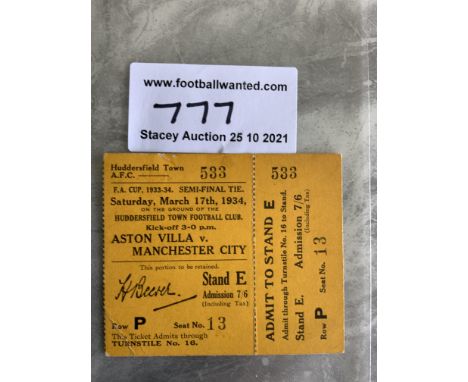 www.footballwanted.com
777
Stacey Auction 25 10 2021
Huddersfield Town
A.F.C. 533
F.A. CUP, 1933-34. SEMI-FINAL TIE.
Saturday, March 17th, 1934,
ON THE GROUND OF THE
HUDDERSFIELD TOWN FOOTBALL CLUB.
Kick-off 3-0 p.m.
ASTON VILLA v.
MANCHESTER CITY
This portion to be retained.
Stand E
H Beever
Admission 7/6
(Including Tax)
Row P Seat No. 13
This Ticket Admits through
TURNSTILE No. 16.
533
ADMIT TO STAND E
Admit through Turnstile No. 16 to Stand.
Stand E. Admission 7/6
(Including Tax)
Row P Seat No. 13